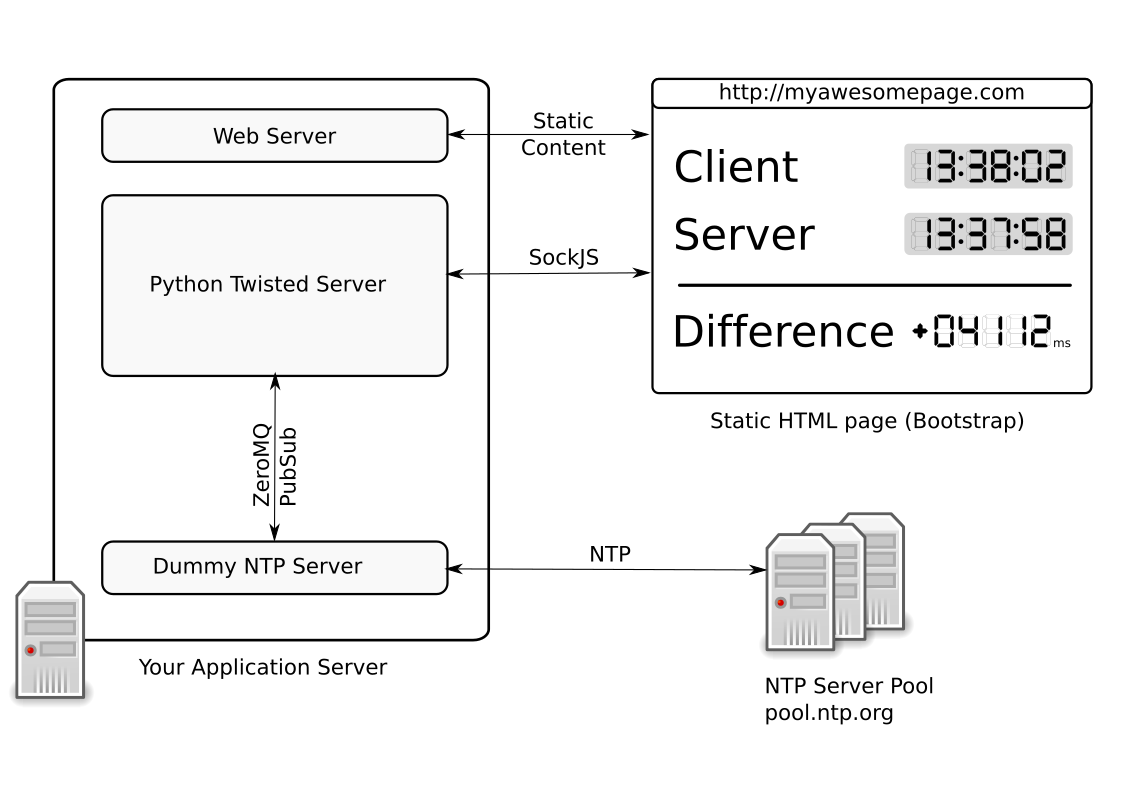 http://myawesomepage.com
Web Server
Static
Content
Client 13:38:02
Server 13:37:58
Python Twisted Server
SockJS
Difference +04112 ms
Static HTML page (Bootstrap)
ZeroMQ
PubSub
Dummy NTP Server
NTP
Your Application Server
NTP Server Pool
pool.ntp.org